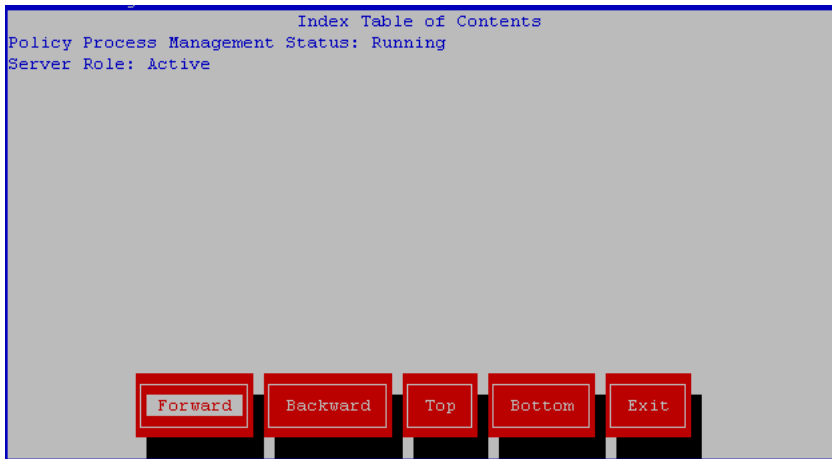 Index Table of Contents
Policy Process Management Status: Running
Server Role: Active
Forward Backward Top Bottom Exit